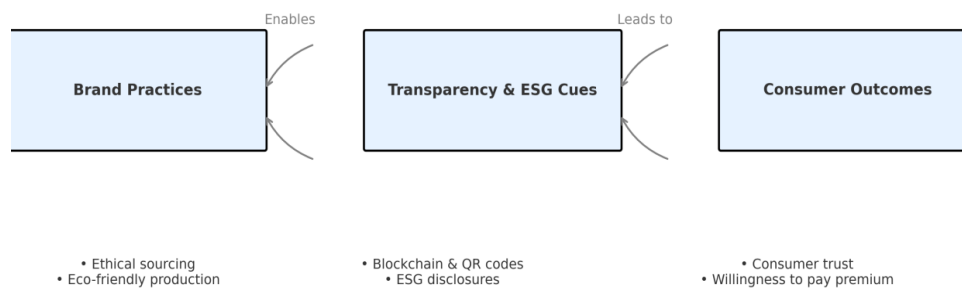 Enables
Leads to
Brand Practices
Transparency & ESG Cues
Consumer Outcomes
• Ethical sourcing
• Eco-friendly production
• Blockchain & QR codes
• ESG disclosures
• Consumer trust
• Willingness to pay premium